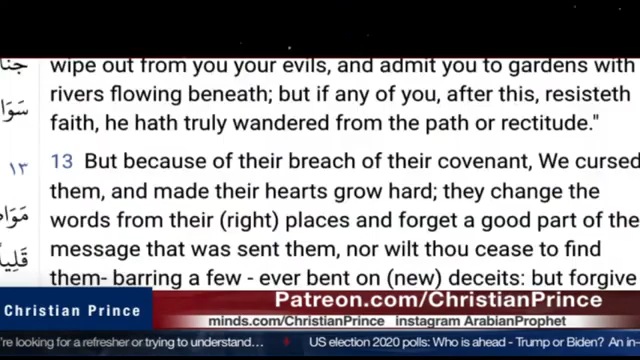 wipe out from you your evils, and admit you to gardens with
rivers flowing beneath; but if any of you, after this, resisteth
faith, he hath truly wandered from the path or rectitude."
13 But because of their breach of their covenant, We cursed
them, and made their hearts grow hard; they change the
words from their (right) places and forget a good part of the
message that was sent them, nor wilt thou cease to find
them- barring a few - ever bent on (new) deceits: but forgive
١٣
Christian Prince
Patreon.com/ChristianPrince
minds.com/ChristianPrince instagram ArabianProphet
're looking for a refresher or trying to understand… US election 2020 polls: Who is ahead - Trump or Biden? An in-